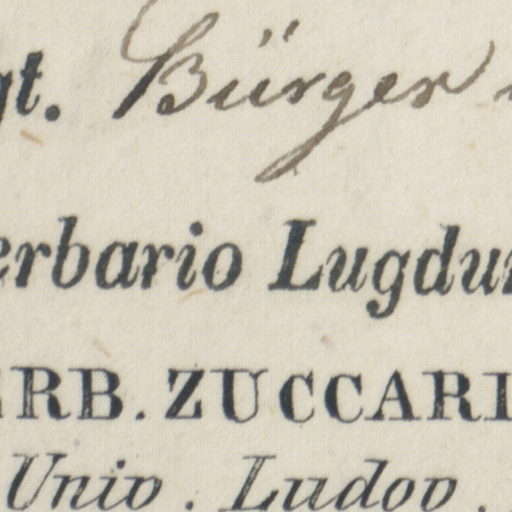 gt. Bürger
erbario Lugdu
RB. ZUCCARI
Univ. Ludov.